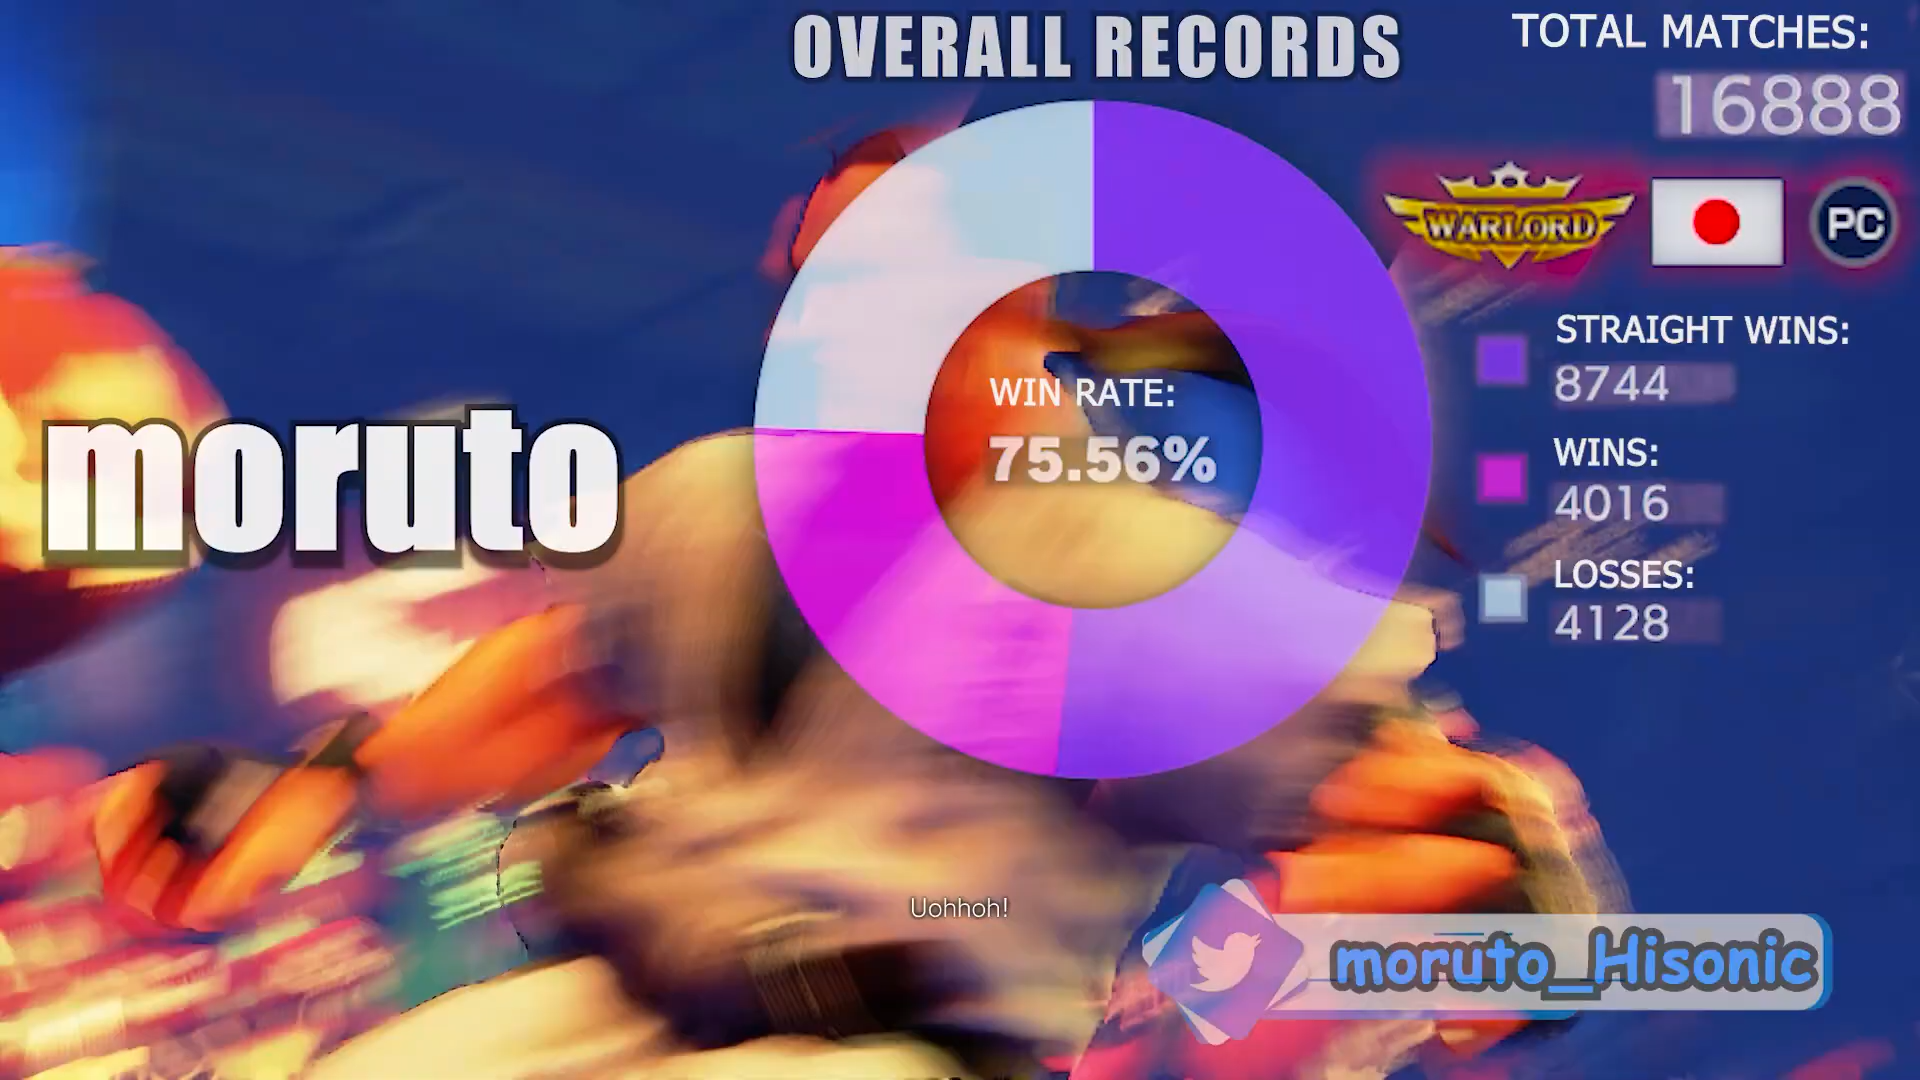 OVERALL RECORDS
TOTAL MATCHES:
16888
WARLORD
PC
STRAIGHT WINS:
8744
WINS:
4016
LOSSES:
4128
WIN RATE:
75.56%
moruto
Uohhoh!
moruto_Hisonic